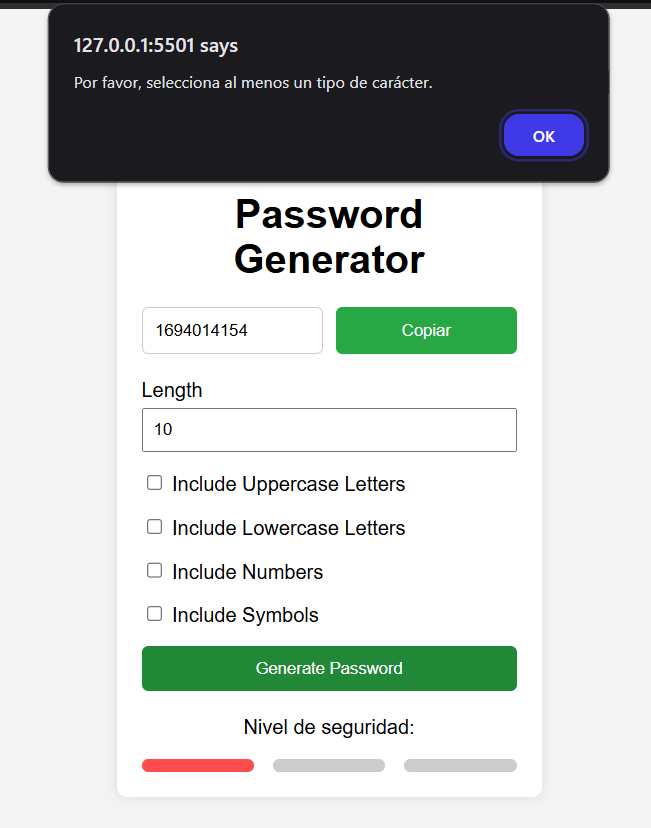 127.0.0.1:5501 says
Por favor, selecciona al menos un tipo de carácter.
OK
Password
Generator
1694014154
Copiar
Length
10
Include Uppercase Letters
Include Lowercase Letters
Include Numbers
Include Symbols
Generate Password
Nivel de seguridad: